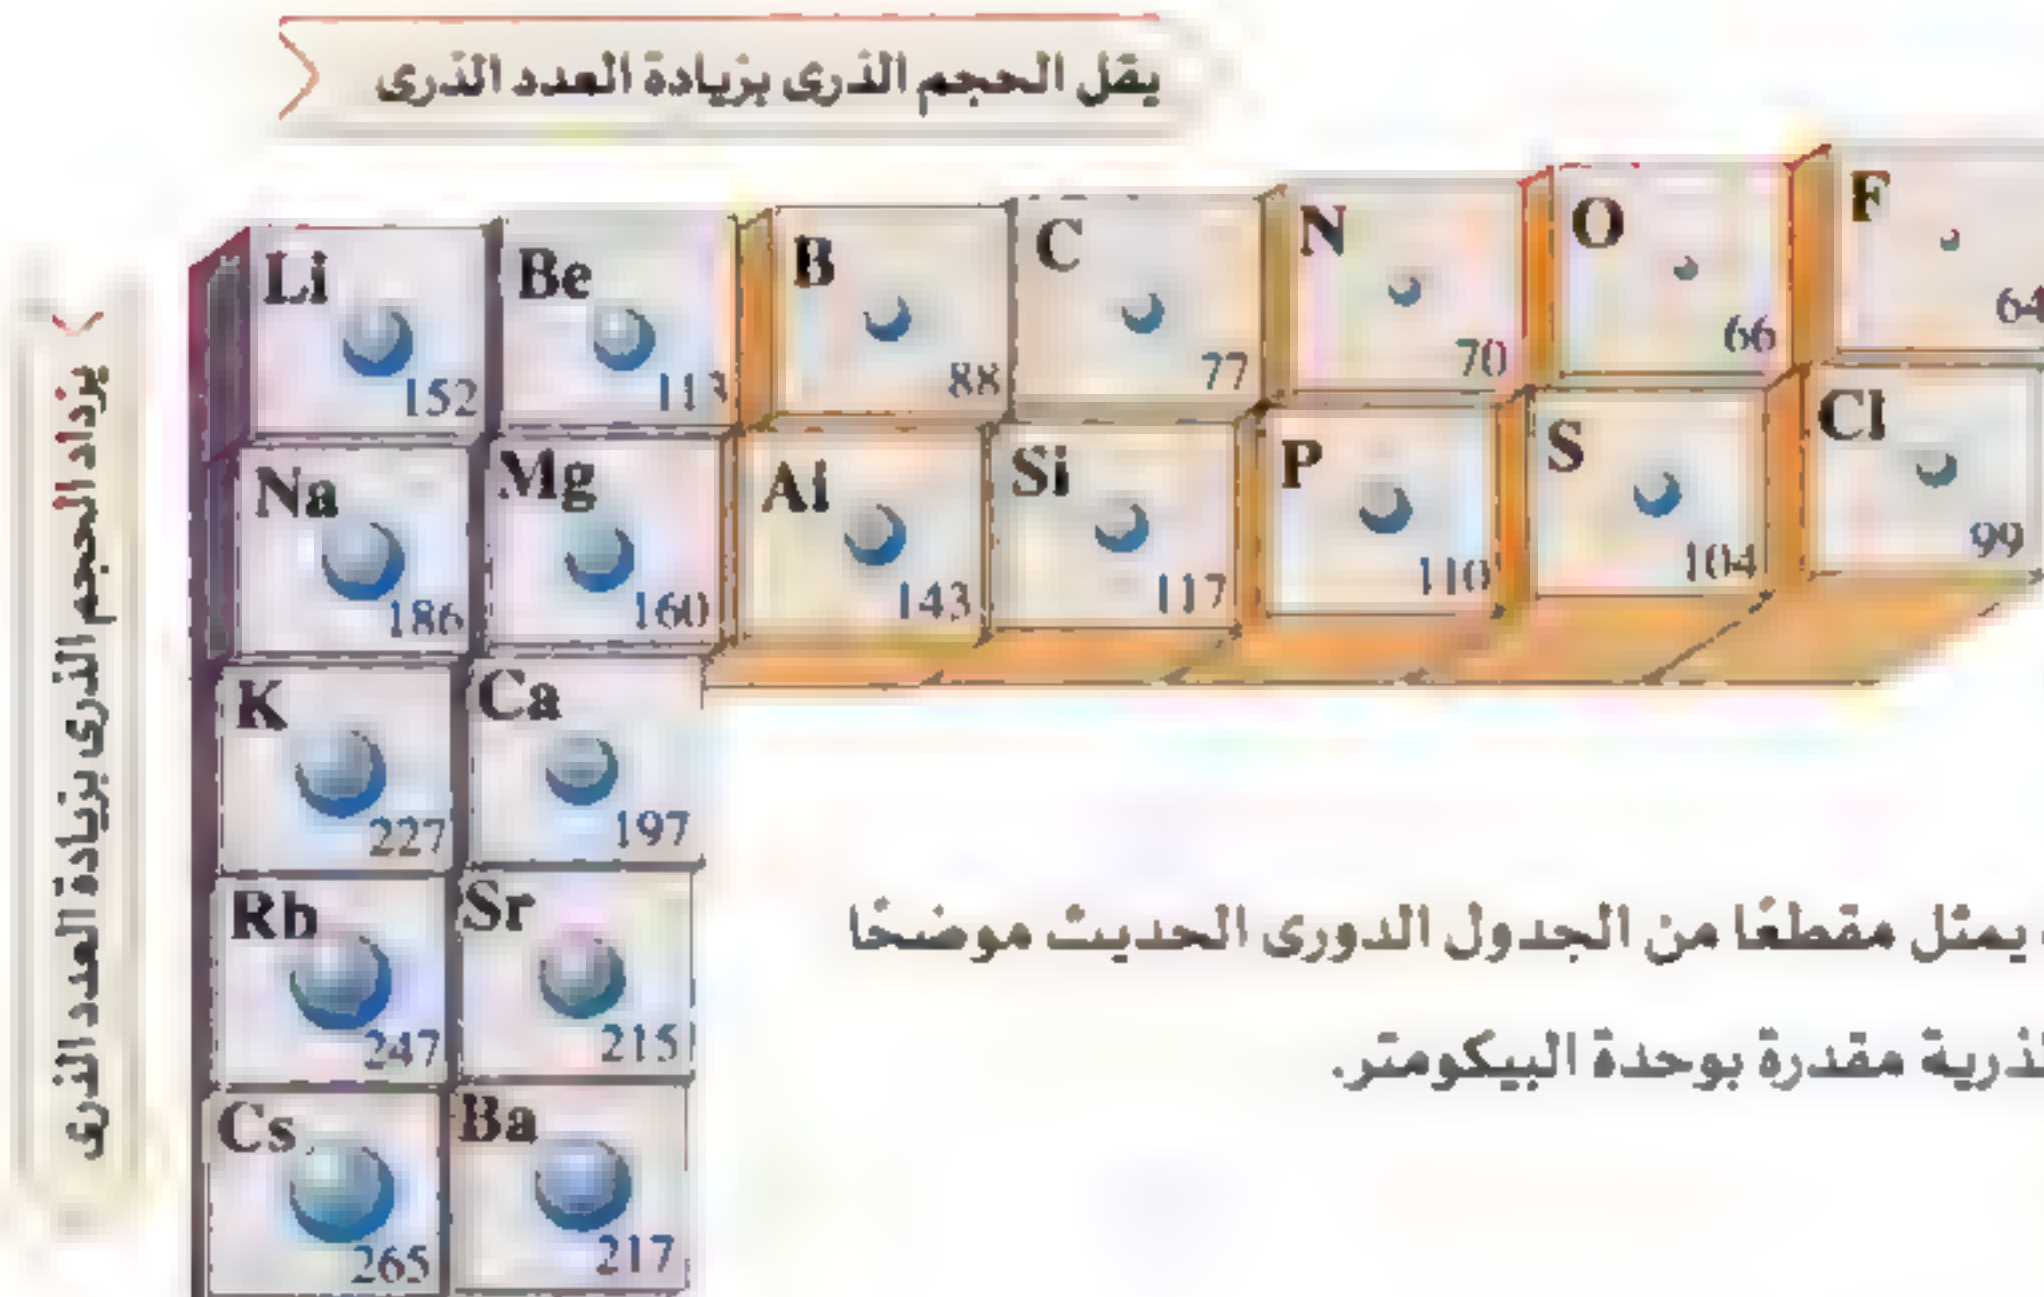 يقل الحجم الذرى بزيادة العدد الذرى
يزداد الحجم الذرى بزيادة العدد الذرى
Li 152
Be 113
B 88
C 77
N 70
O 66
F 64
Na 186
Mg 160
Al 143
Si 117
P 110
S 104
Cl 99
K 227
Ca 197
Rb 247
Sr 215
Cs 265
Ba 217
يمثل مقطعًا من الجدول الدورى الحديث موضحًا
مقدرة بوحدة البيكومتر.